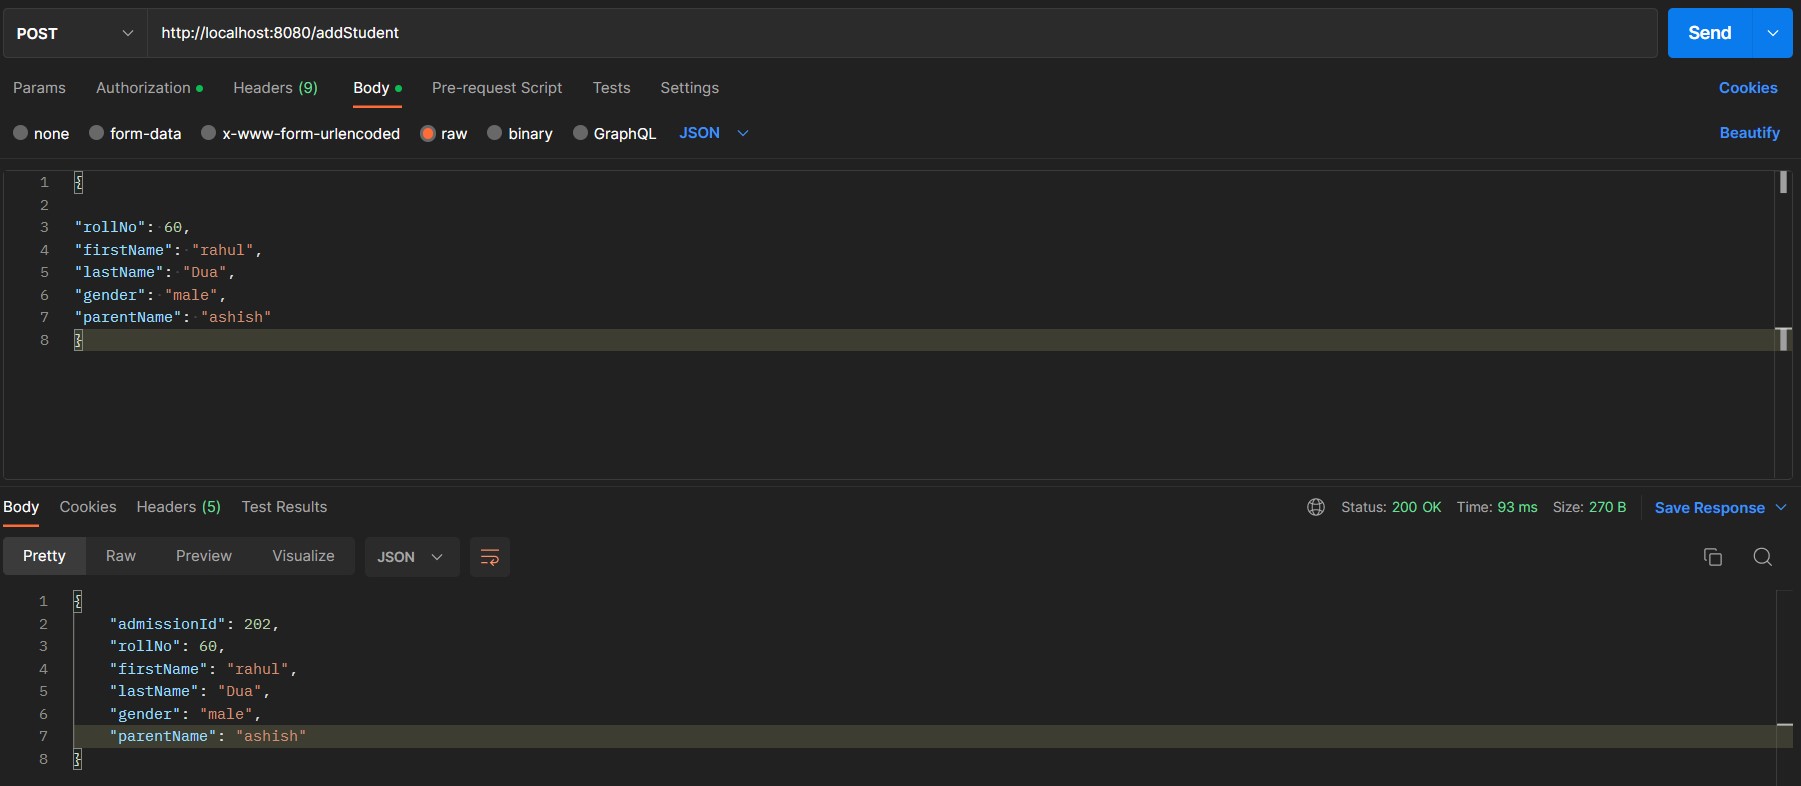 POST http://localhost:8080/addStudent Send
Params Authorization Headers (9) Body Pre-request Script Tests Settings Cookies
none form-data x-www-form-urlencoded raw binary GraphQL JSON Beautify
1 {
2
3 "rollNo": 60,
4 "firstName": "rahul",
5 "lastName": "Dua",
6 "gender": "male",
7 "parentName": "ashish"
8 }
Body Cookies Headers (5) Test Results Status: 200 OK Time: 93 ms Size: 270 B Save Response
Pretty Raw Preview Visualize JSON
1 {
2 "admissionId": 202,
3 "rollNo": 60,
4 "firstName": "rahul",
5 "lastName": "Dua",
6 "gender": "male",
7 "parentName": "ashish"
8 }